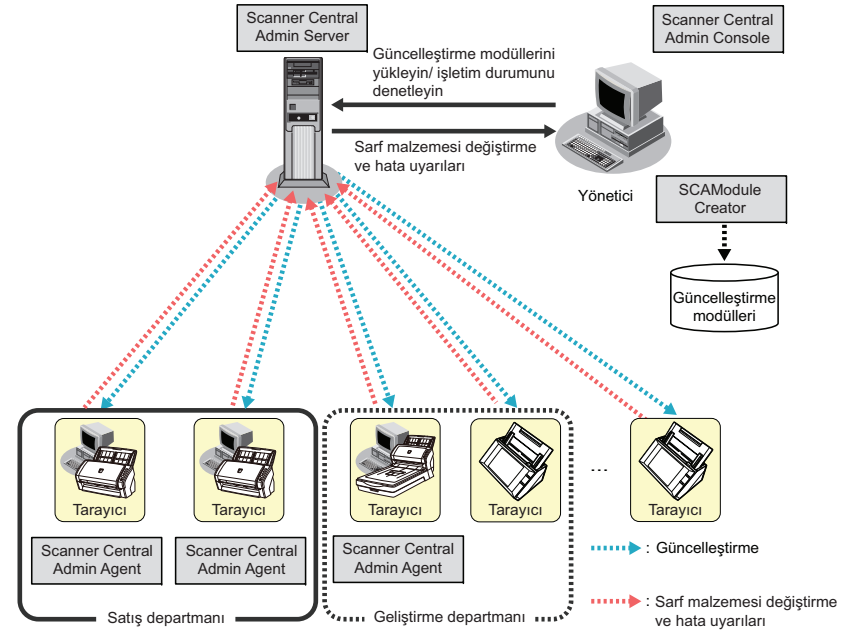 Scanner Central
Admin Server
Scanner Central
Admin Console
Güncelleştirme modüllerini
yükleyin/ işletim durumunu
denetleyin
Sarf malzemesi değiştirme
ve hata uyarıları
Yönetici
SCAModule
Creator
Güncelleştirme
modülleri
Tarayıcı
Tarayıcı
Tarayıcı
Tarayıcı
...
Tarayıcı
Scanner Central
Admin Agent
Scanner Central
Admin Agent
Scanner Central
Admin Agent
Satış departmanı
Geliştirme departmanı
: Güncelleştirme
: Sarf malzemesi değiştirme
ve hata uyarıları